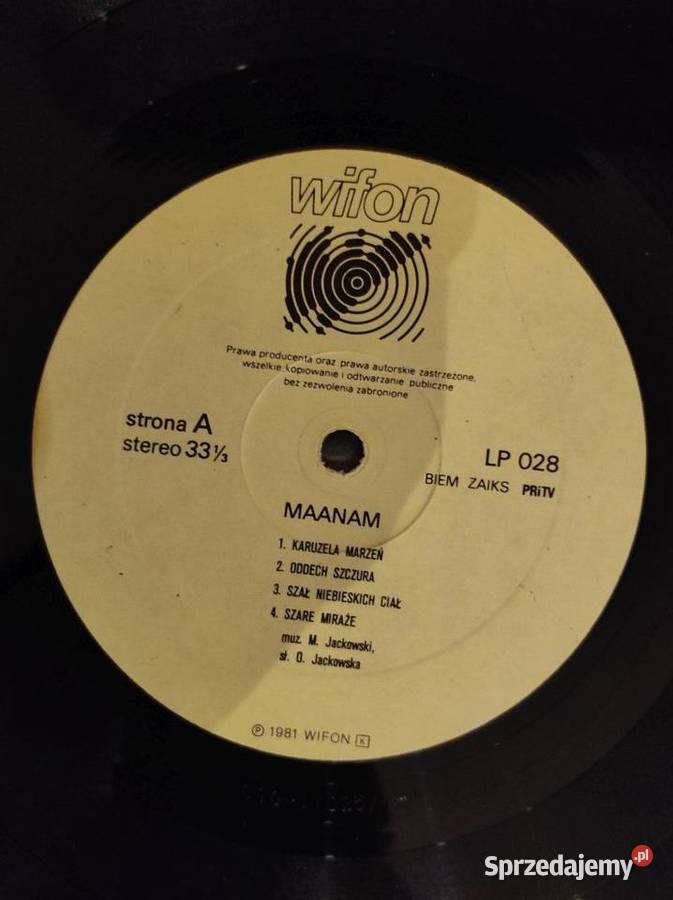 wifon
Prawa producenta oraz prawa autorskie zastrzeżone,
wszelkie kopiowanie i odtwarzanie publiczne
bez zezwolenia zabronione
strona A
stereo 33⅓
LP 028
BIEM ZAIKS PRiTV
MAANAM
1. KARUZELA MARZEŃ
2. ODDECH SZCZURA
3. SZAŁ NIEBIESKICH CIAŁ
4. SZARE MIRAŻE
muz. M. Jackowski,
sł. O. Jackowska
Ⓟ 1981 WIFON K
Sprzedajemy.pl